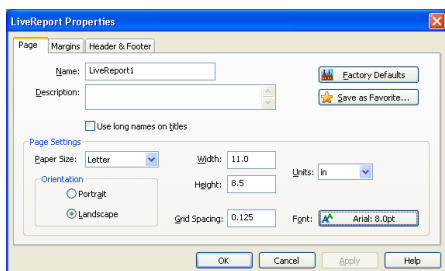 LiveReport Properties
Page Margins Header & Footer
Name: LiveReport1 Factory Defaults
Description: Save as Favorite...
Use long names on titles
Page Settings
Paper Size: Letter Width: 11.0 Units: in
Orientation Height: 8.5
Portrait
Landscape Grid Spacing: 0.125 Font: Arial: 8.0pt
OK Cancel Apply Help